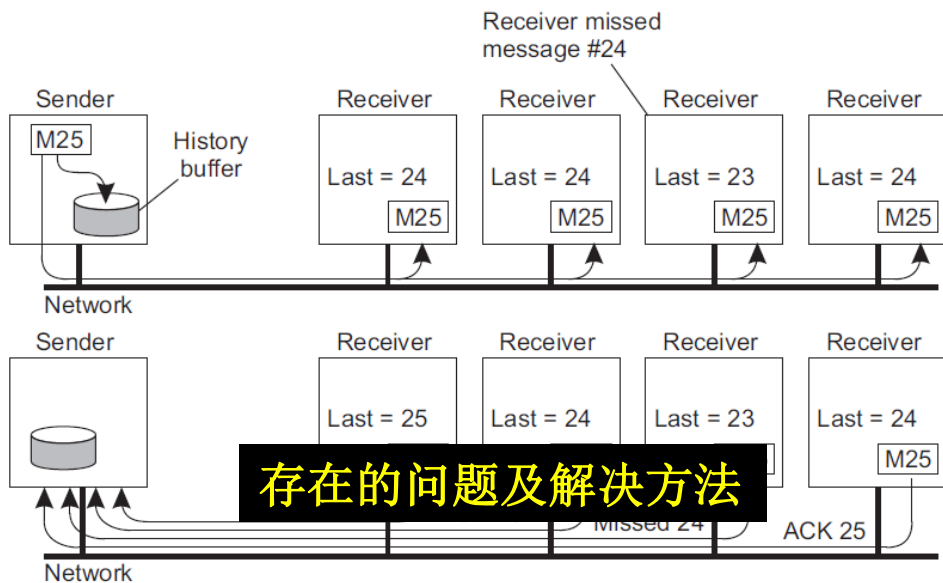 Receiver missed
message #24
Sender
Receiver
Receiver
Receiver
Receiver
M25
History
buffer
Last = 24
Last = 24
Last = 23
Last = 24
M25
M25
M25
M25
Network
Sender
Receiver
Receiver
Receiver
Receiver
Last = 25
Last = 24
Last = 23
Last = 24
M25
存在的问题及解决方法
Missed 24
ACK 25
Network